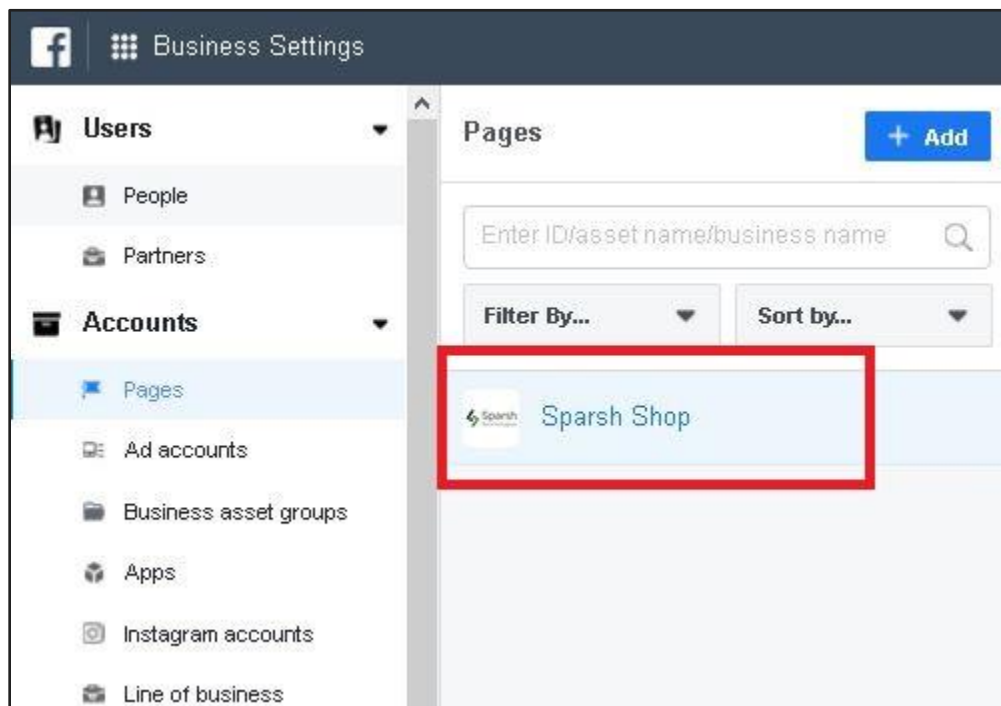 Business Settings
Users
People
Partners
Accounts
Pages
Ad accounts
Business asset groups
Apps
Instagram accounts
Line of business
Pages
+ Add
Enter ID/asset name/business name
Filter By...
Sort by...
Sparsh
Sparsh Shop